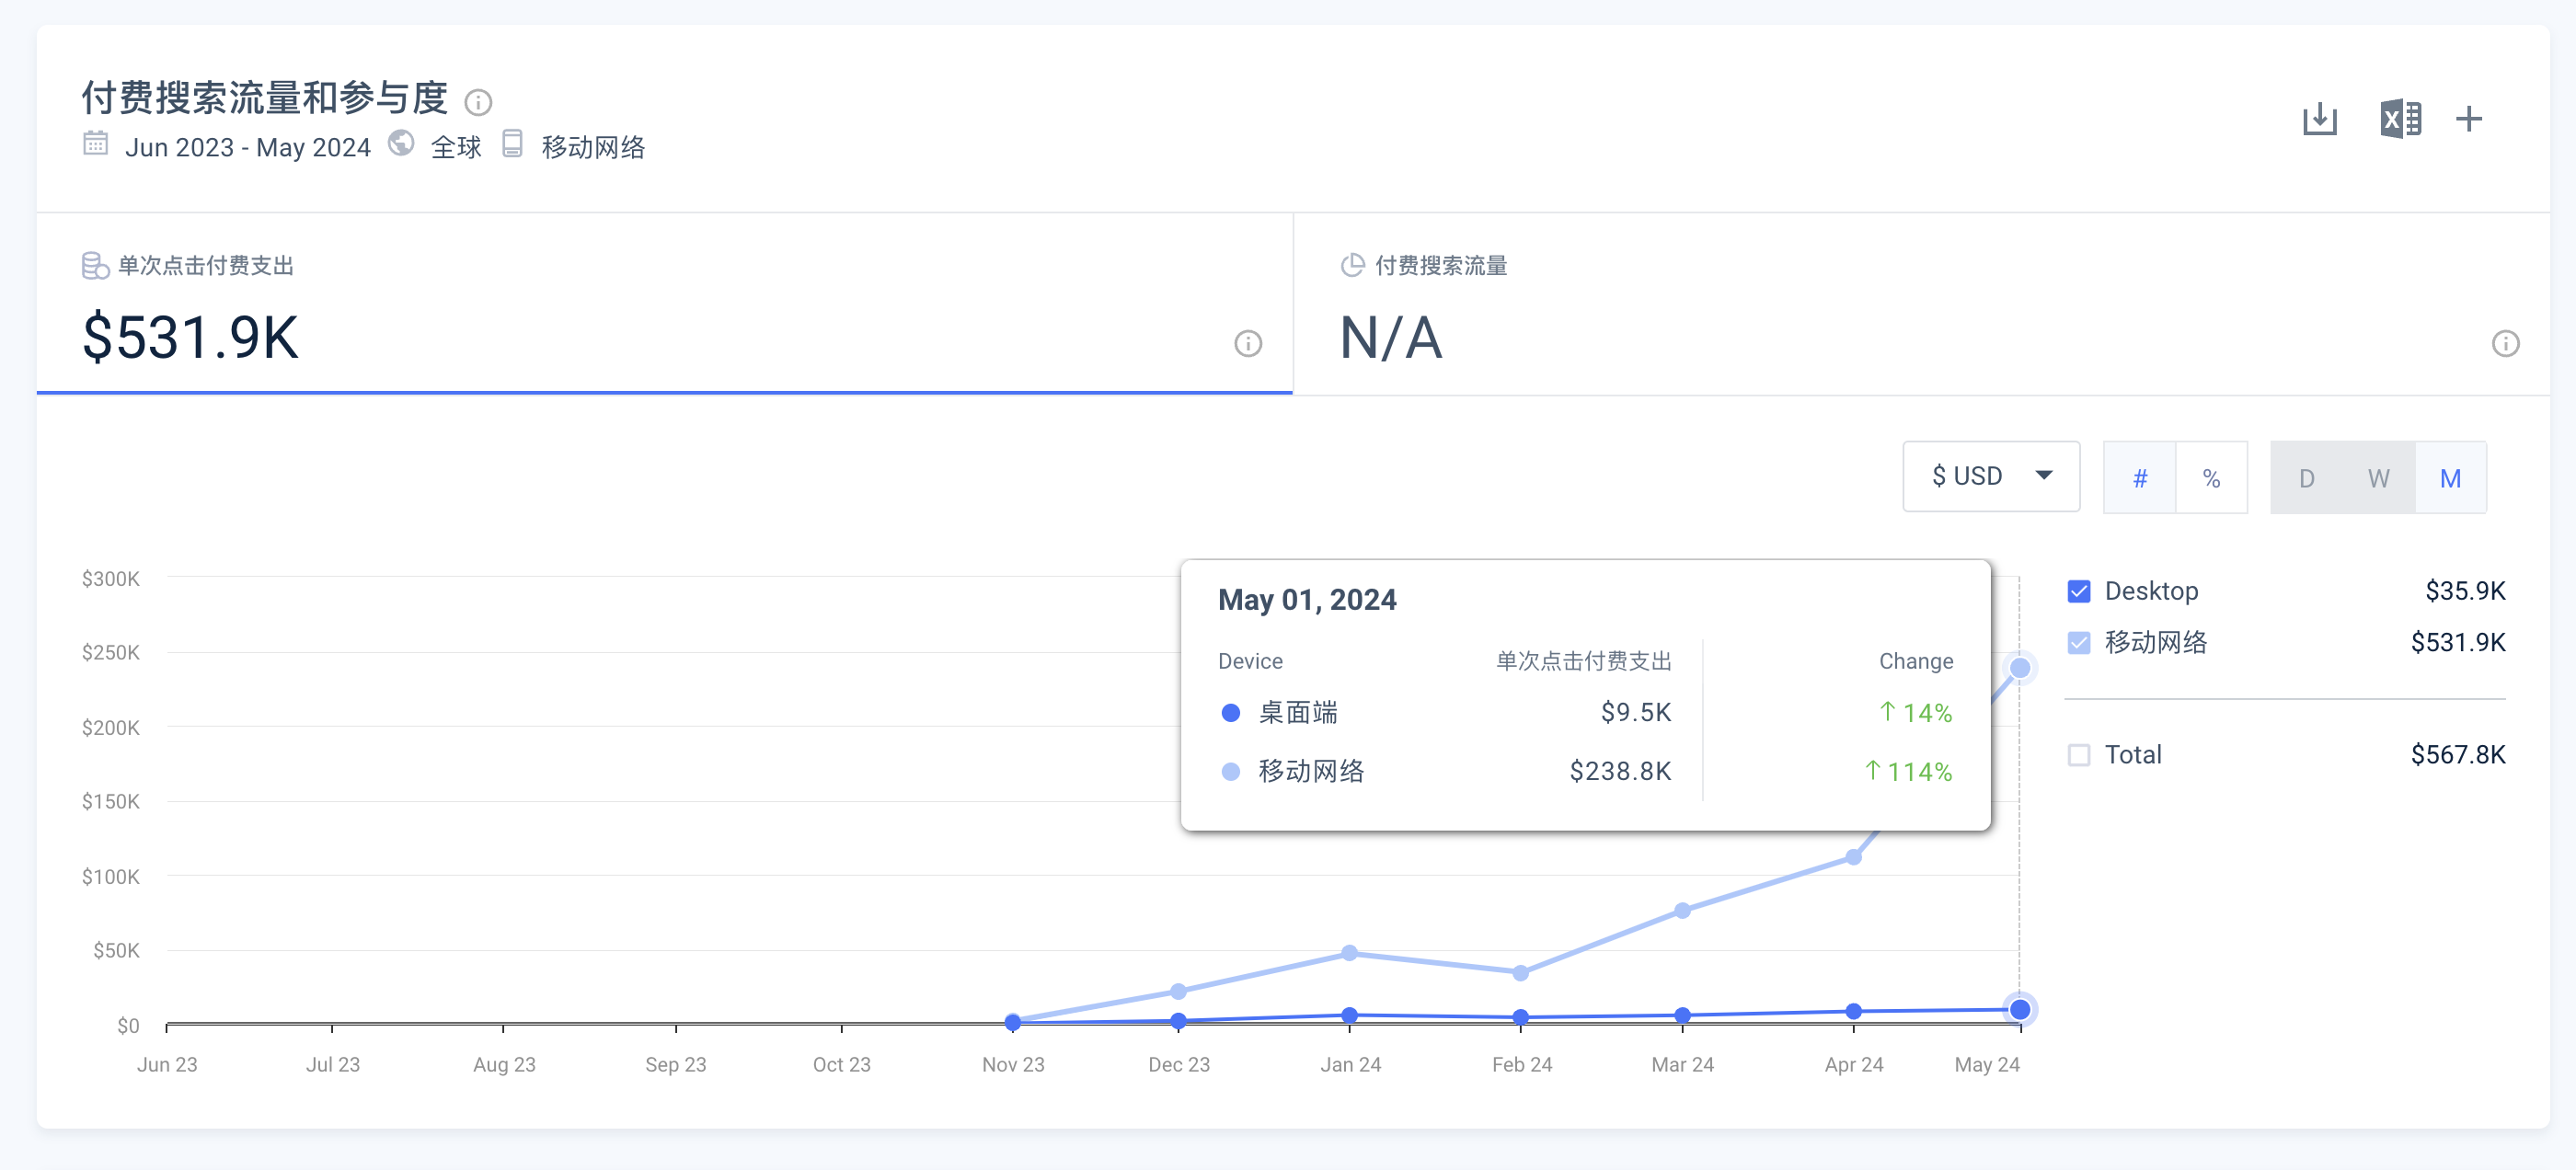 付费搜索流量和参与度
Jun 2023 - May 2024 全球 移动网络
单次点击付费支出
$531.9K
付费搜索流量
N/A
$ USD # % D W M
$300K
$250K
$200K
$150K
$100K
$50K
$0
May 01, 2024
Device 单次点击付费支出 Change
桌面端 $9.5K ↑ 14%
移动网络 $238.8K ↑ 114%
Desktop $35.9K
移动网络 $531.9K
Total $567.8K
Jun 23 Jul 23 Aug 23 Sep 23 Oct 23 Nov 23 Dec 23 Jan 24 Feb 24 Mar 24 Apr 24 May 24